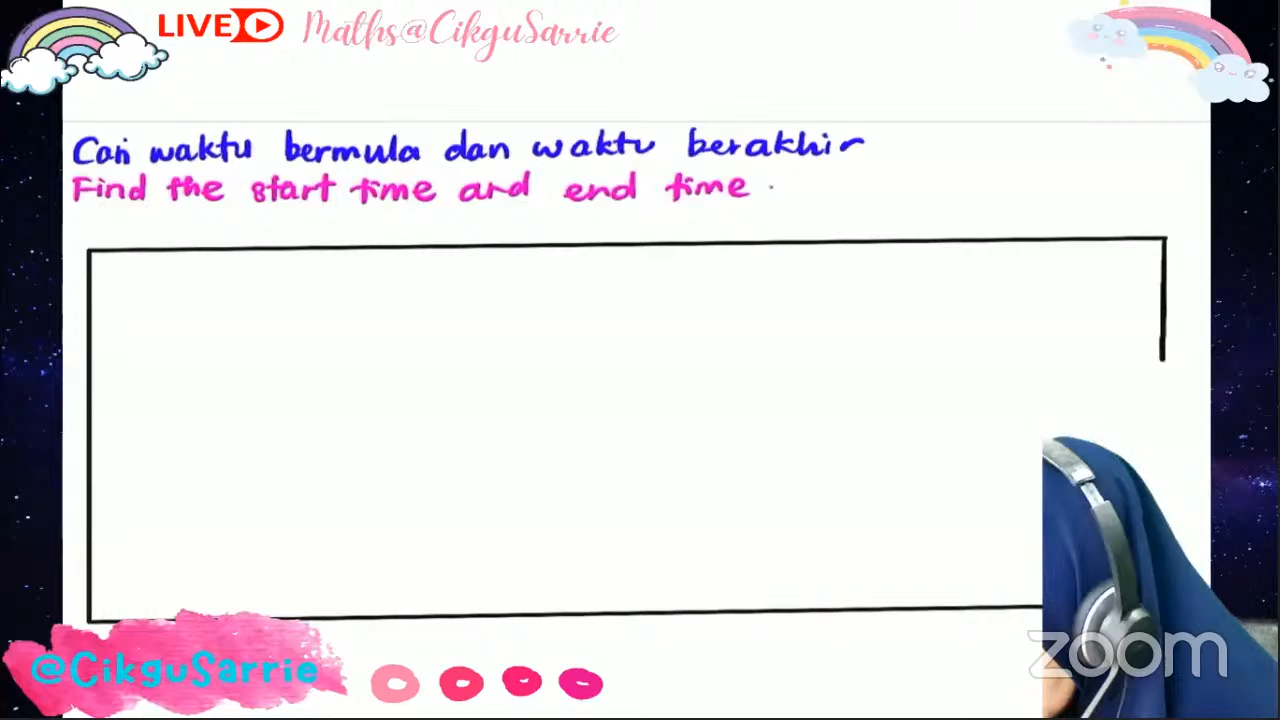 LIVE Maths@CikguSarrie
Cari waktu bermula dan waktu berakhir
Find the start time and end time
@CikguSarrie
zoom